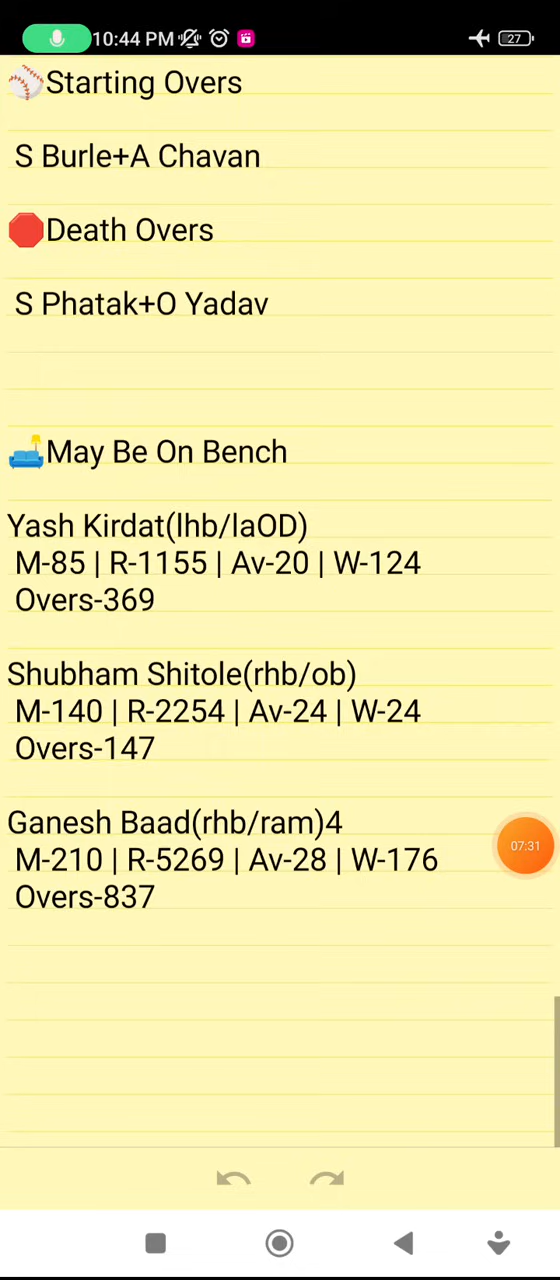 10:44 PM
27
Starting Overs
S Burle+A Chavan
Death Overs
S Phatak+O Yadav
May Be On Bench
Yash Kirdat(lhb/laOD)
M-85 | R-1155 | Av-20 | W-124
Overs-369
Shubham Shitole(rhb/ob)
M-140 | R-2254 | Av-24 | W-24
Overs-147
Ganesh Baad(rhb/ram)4
M-210 | R-5269 | Av-28 | W-176
07:31
Overs-837